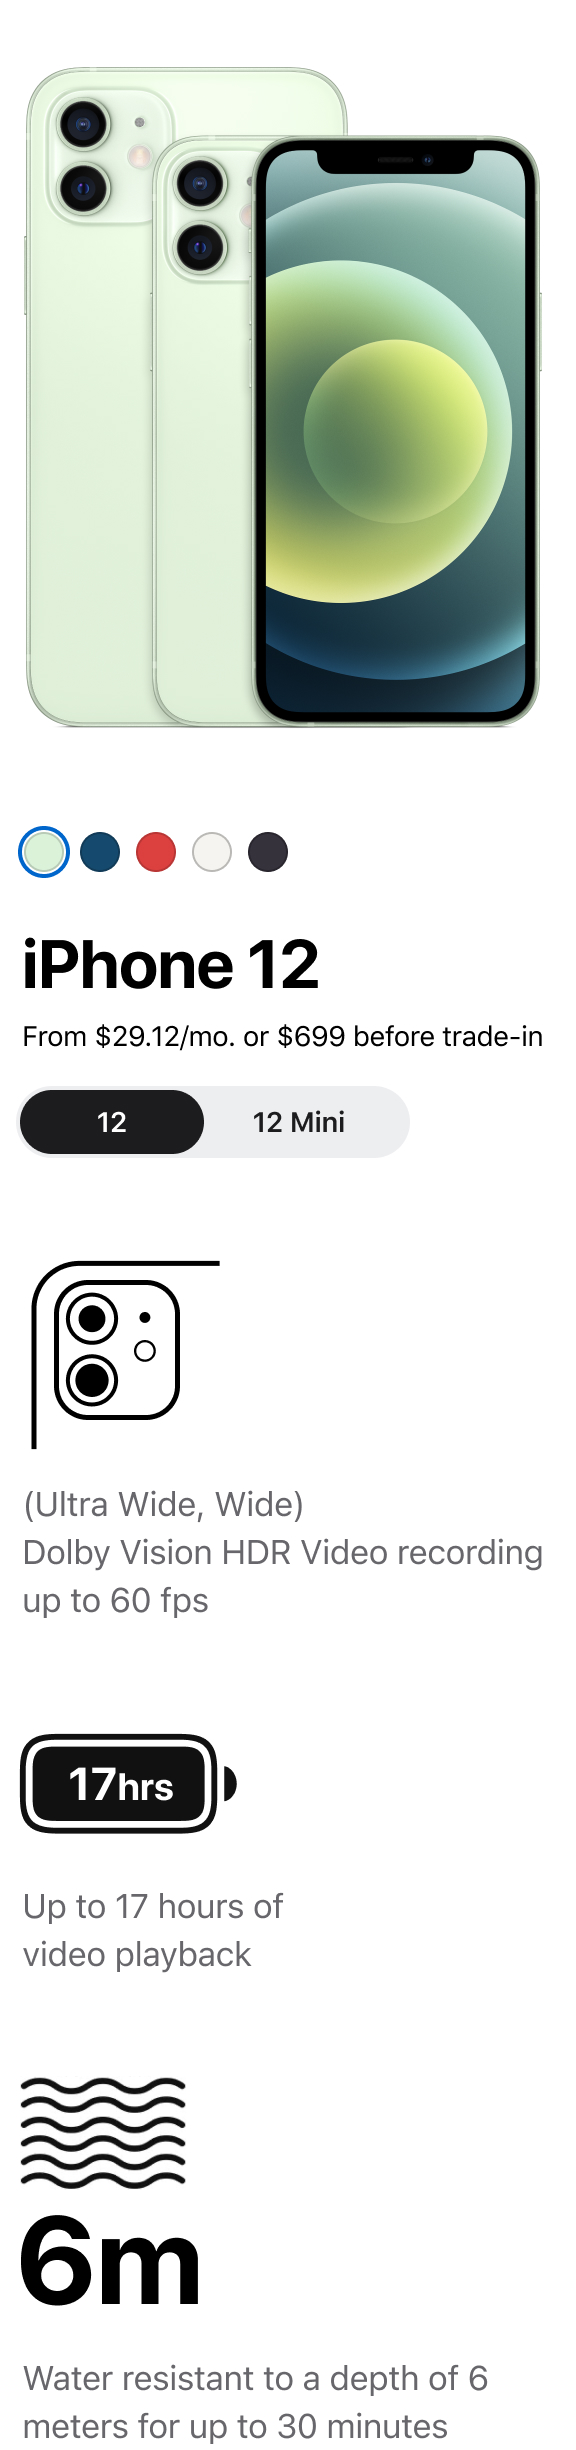 iPhone 12
From $29.12/mo. or $699 before trade-in
12
12 Mini
(Ultra Wide, Wide)
Dolby Vision HDR Video recording
up to 60 fps
17hrs
Up to 17 hours of
video playback
6m
Water resistant to a depth of 6
meters for up to 30 minutes